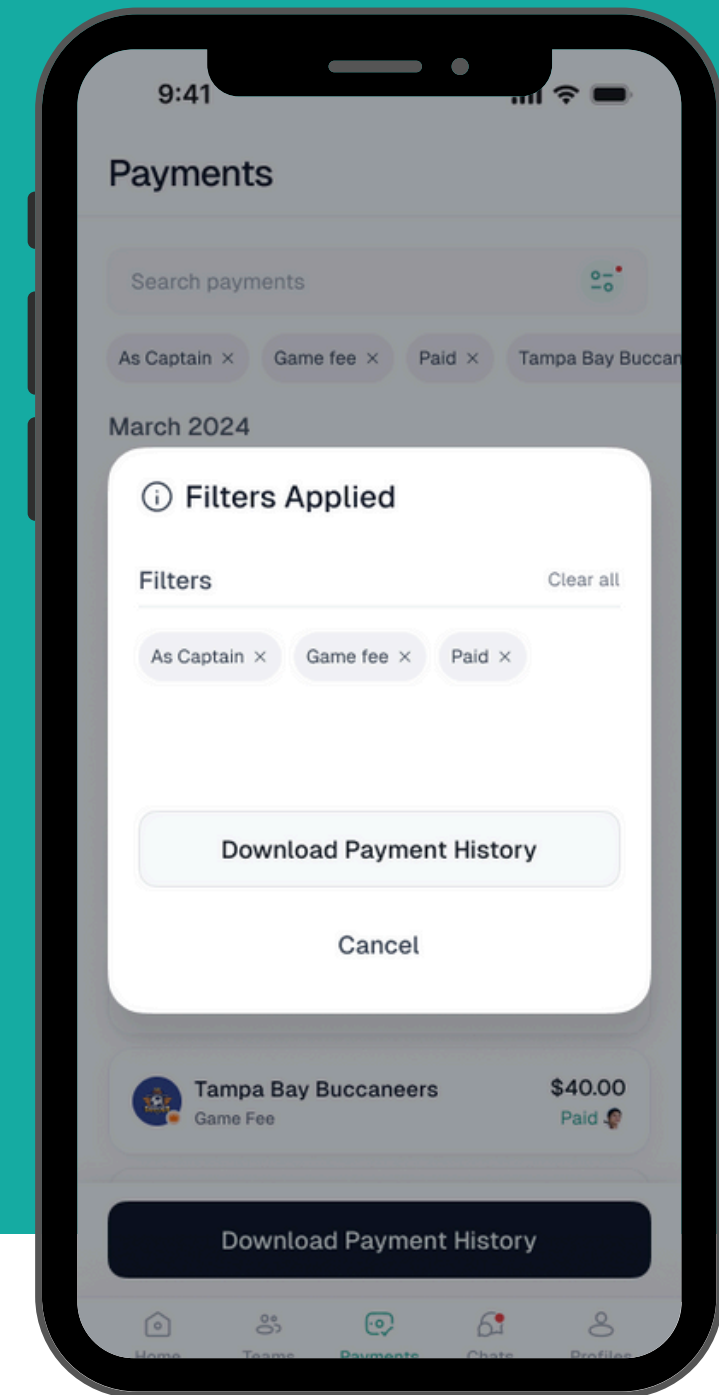 9:41
Payments
Search payments
As Captain × Game fee × Paid × Tampa Bay Buccan
March 2024
Filters Applied
Filters Clear all
As Captain × Game fee × Paid ×
Download Payment History
Cancel
Tampa Bay Buccaneers $40.00
Game Fee Paid
Download Payment History
Home Teams Payments Chats Profiles